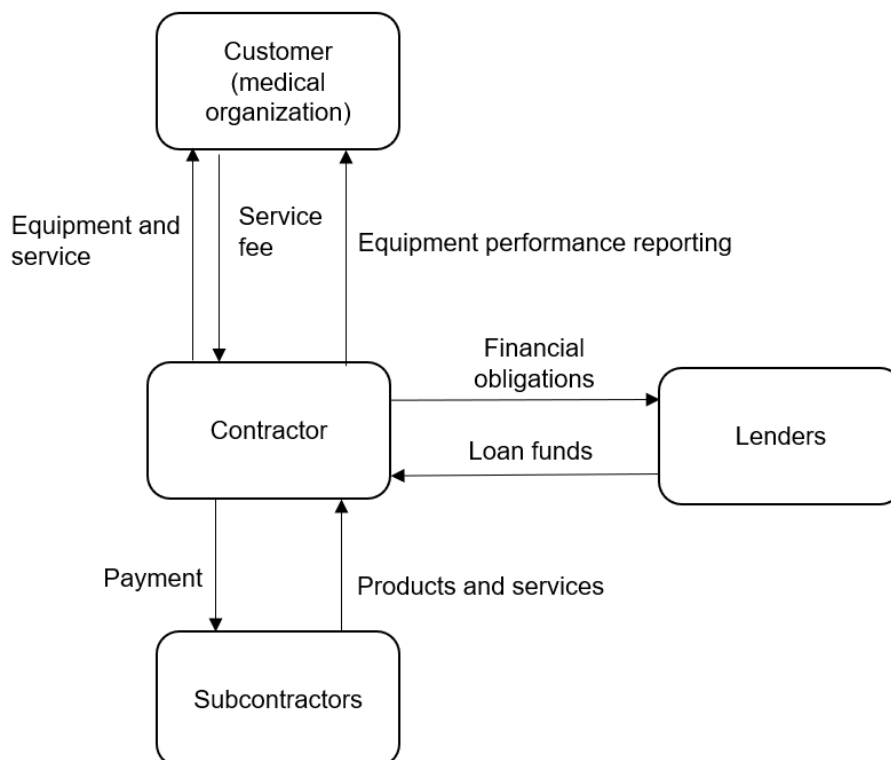 Customer
(medical
organization)
Equipment and
service
Service
fee
Equipment performance reporting
Financial
obligations
Contractor
Loan funds
Lenders
Payment
Products and services
Subcontractors